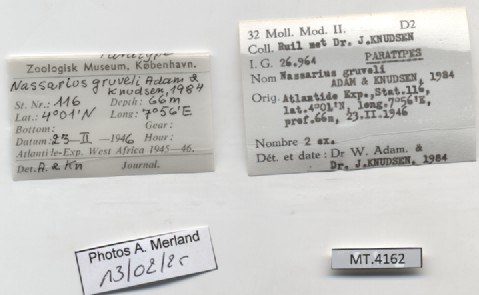 Paratype
Zoologisk Museum, København.
Nassarius gruveli Adam &
Knudsen, 1984
St. Nr.: 116 Depth: 66m
Lat.: 4°01'N Long: 7°56'E
Bottom: Gear:
Datum: 23-II-1946 Hour:
Atlantide-Exp. West Africa 1945—46.
Det. A. & Kn Journal.
32 Moll. Mod. II. D2
Coll. Ruil met Dr. J. KNUDSEN
I. G. 26.964 PARATYPES
Nom Nassarius gruveli
ADAM & KNUDSEN, 1984
Orig. Atlantide Exp., Stat.116,
lat.4°01'N, long.7°56'E,
prof.66m, 23.II.1946
Nombre 2 ex.
Dét. et date : Dr W. Adam. &
Dr. J. KNUDSEN. 1984
Photos A. Merland
13/02/25
MT.4162